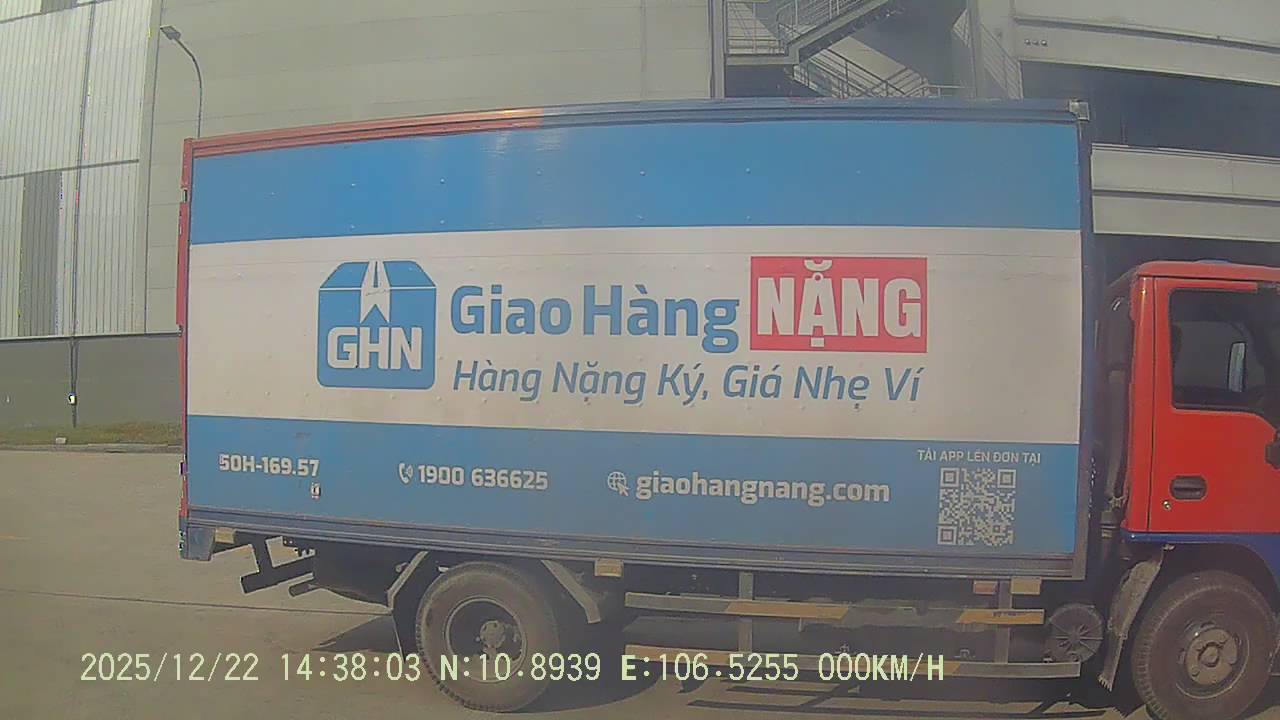 GHN
Giao Hàng NẶNG
Hàng Nặng Ký, Giá Nhẹ Ví
50H-169.57
1900 636625
giaohangnang.com
TẢI APP LÊN ĐƠN TẠI
2025/12/22 14:38:03 N:10.8939 E:106.5255 000KM/H